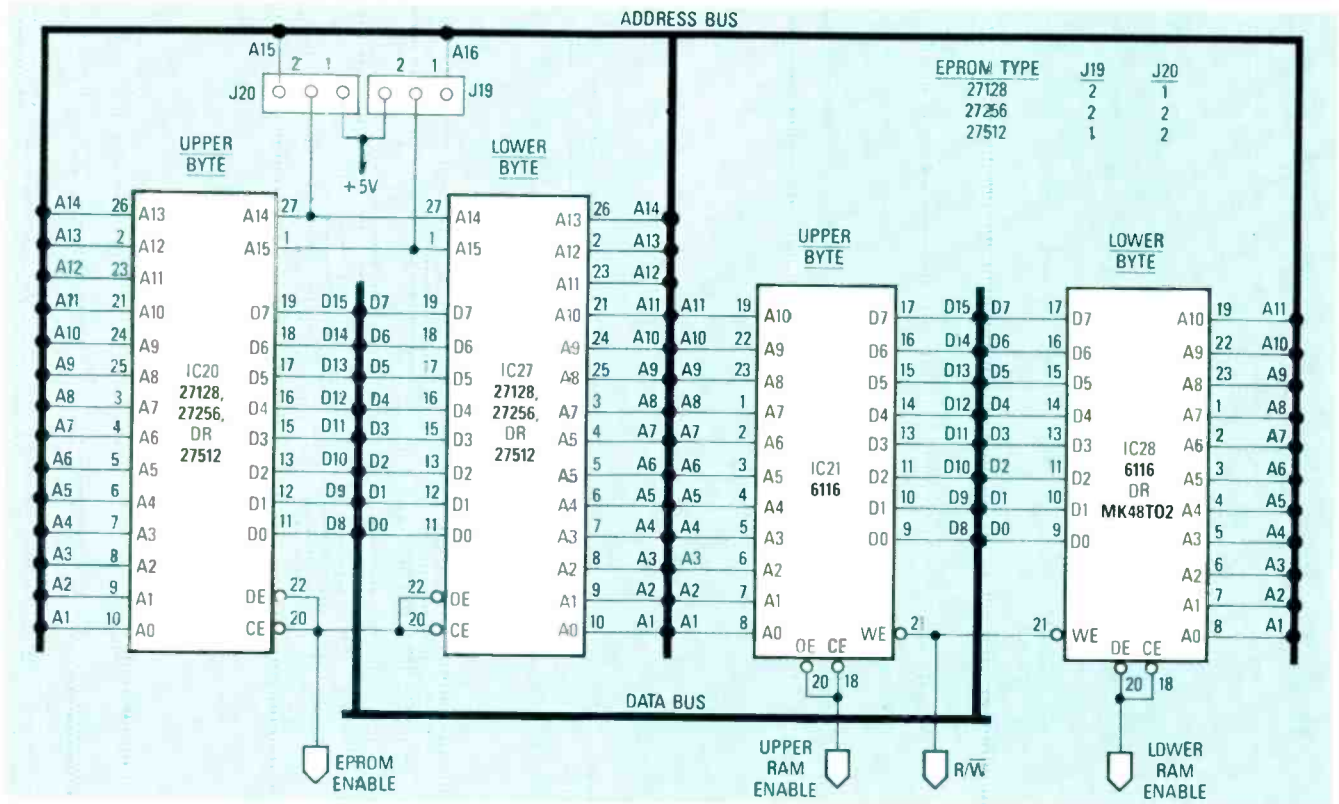 ADDRESS BUS
A15 2 1 2 1 A16
J20 J19
+5V
EPROM TYPE J19 J20
27128 2 1
27256 2 2
27512 1 2
UPPER
BYTE
A14 26 A13 A14 27
A13 2 A12 A15 1
A12 23 A11
A11 21 A10 D7 19 D15
A10 24 A9 D6 18 D14
A9 25 A8 D5 17 D13
A8 3 A7 D4 16 D12
A7 4 A6 D3 15 D11
A6 5 A5 D2 13 D10
A5 6 A4 D1 12 D9
A4 7 A3 D0 11 D8
A3 8 A2
A2 9 A1 OE 22
A1 10 A0 CE 20
IC20
27128,
27256,
DR
27512
LOWER
BYTE
27 A14 A13 26 A14
1 A15 A12 2 A13
A11 23 A12
D7 19 D7 A10 21 A11
D6 18 D6 A9 24 A10
D5 17 D5 A8 25 A9
D4 16 D4 A7 3 A8
D3 15 D3 A5 4 A7
D2 13 D2 A5 5 A6
D1 12 D1 A4 6 A5
D0 11 D0 A3 7 A4
A2 8 A3
22 OE A1 9 A2
20 CE A0 10 A1
IC27
27128,
27256,
DR
27512
UPPER
BYTE
A11 19 A10 D7 17 D15
A10 22 A9 D6 16 D14
A9 23 A8 D5 15 D13
A8 1 A7 D4 14 D12
A7 2 A6 D3 13 D11
A6 3 A5 D2 11 D10
A5 4 A4 D1 10 D9
A4 5 A3 D0 9 D8
A3 6 A2
A2 7 A1
A1 8 A0 WE
OE CE
20 18
IC21
6116
LOWER
BYTE
D7 17 D7 A10 19 A11
D6 16 D6 A9 22 A10
D5 15 D5 A8 23 A9
D4 14 D4 A7 1 A8
D3 13 D3 A6 2 A7
D2 11 D2 A5 3 A6
D1 10 D1 A4 4 A5
D0 9 D0 A3 5 A4
A2 6 A3
A1 7 A2
21 WE A0 8 A1
OE CE
20 18
IC28
6116
DR
MK48T02
DATA BUS
EPROM
ENABLE
UPPER
RAM
ENABLE
R/W
LOWER
RAM
ENABLE